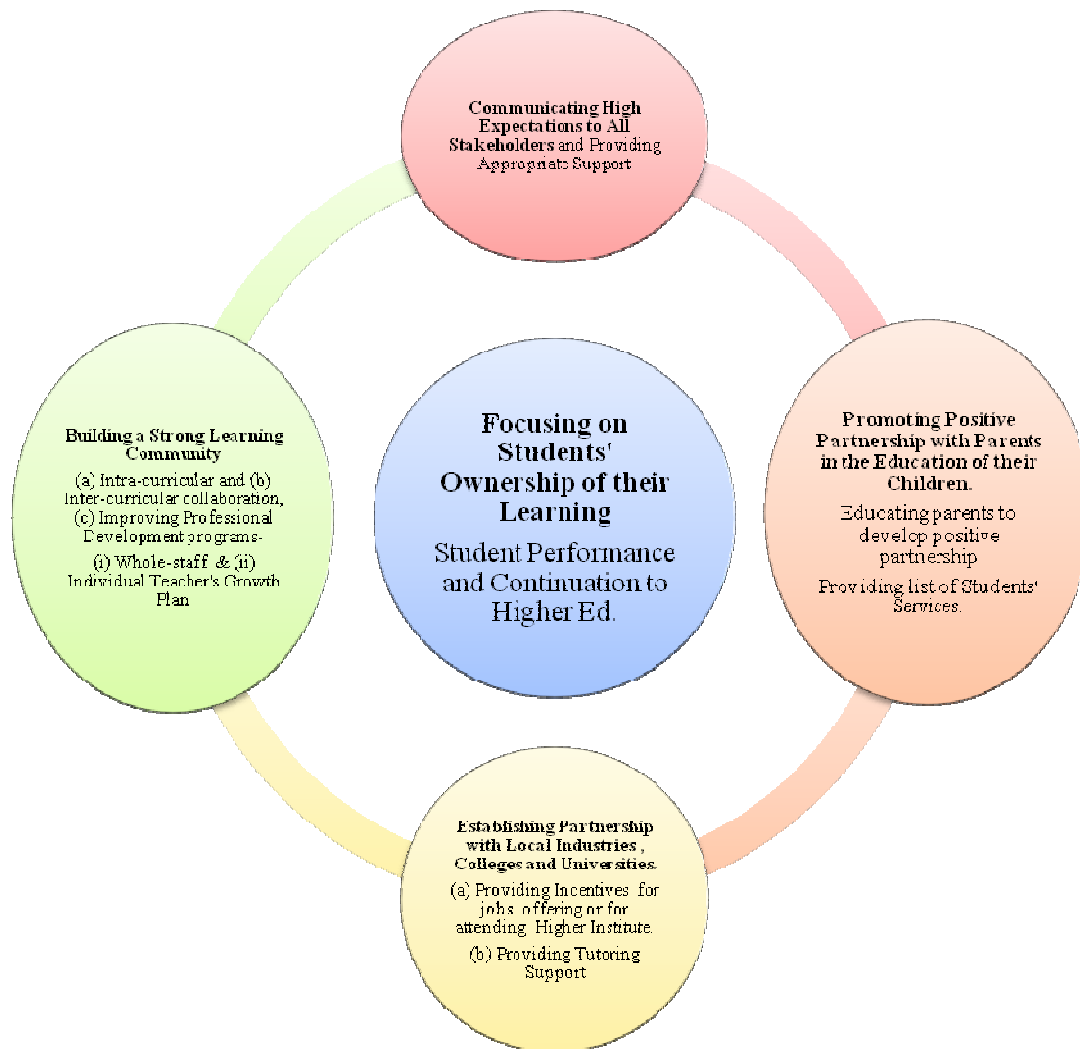 Communicating High
Expectations to All
Stakeholders and Providing
Appropriate Support
Building a Strong Learning
Community
(a) Intra-curricular and (b)
Inter-curricular collaboration,
(c) Improving Professional
Development programs-
(i) Whole-staff & (ii)
Individual Teacher's Growth
Plan
Focusing on
Students'
Ownership of their
Learning
Student Performance
and Continuation to
Higher Ed.
Promoting Positive
Partnership with Parents
in the Education of their
Children.
Educating parents to
develop positive
partnership
Providing list of Students'
Services.
Establishing Partnership
with Local Industries ,
Colleges and Universities.
(a) Providing Incentives for
jobs offering or for
attending Higher Institute.
(b) Providing Tutoring
Support